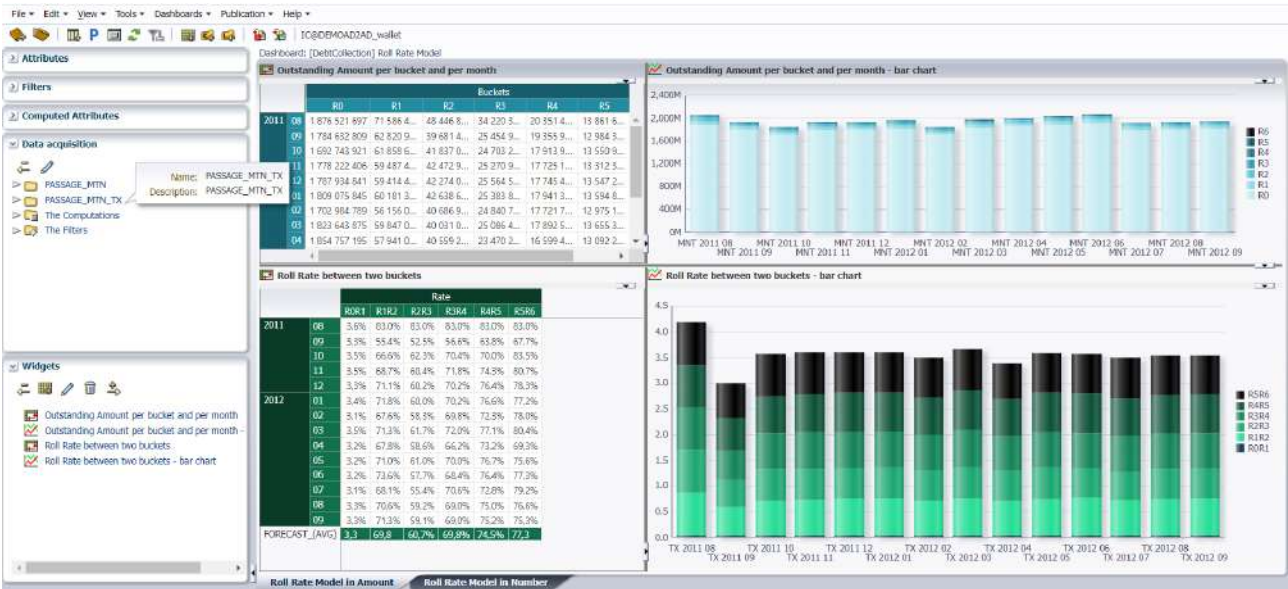 File Edit View Tools Dashboards Publication Help
IC@DEMOAD2AD_wallet
Attributes
Filters
Computed Attributes
Data acquisition
PASSAGE_MTN
PASSAGE_MTN_TX
The Computations
The Filters
Name: PASSAGE_MTN_TX
Description: PASSAGE_MTN_TX
Widgets
Outstanding Amount per bucket and per month
Outstanding Amount per bucket and per month -
Roll Rate between two buckets
Roll Rate between two buckets - bar chart
Dashboard: [DebtCollection] Roll Rate Model
Outstanding Amount per bucket and per month
Buckets
R0 R1 R2 R3 R4 R5
2011 08 1 876 521 697 71 586 4... 48 446 8... 34 220 3... 20 351 4... 13 861 6...
09 1 784 632 809 62 820 9... 39 681 4... 25 454 9... 19 355 9... 12 984 3...
10 1 692 743 921 61 858 6... 41 837 0... 24 703 2... 17 913 9... 13 550 9...
11 1 778 222 406 59 487 4... 42 472 9... 25 270 9... 17 725 1... 13 312 5...
12 1 787 934 841 59 414 4... 42 274 0... 25 564 5... 17 745 4... 13 547 2...
01 1 809 075 845 60 181 3... 42 638 6... 25 383 8... 17 941 3... 13 594 8...
02 1 702 984 789 56 156 0... 40 686 9... 24 840 7... 17 721 7... 12 975 1...
03 1 823 643 875 59 847 0... 40 031 0... 25 086 4... 17 892 5... 13 655 3...
04 1 854 757 195 57 941 0... 40 559 2... 23 470 2... 16 599 4... 13 092 2...
Outstanding Amount per bucket and per month - bar chart
2,400M
2,000M
1,600M
1,200M
800M
400M
0M
R6
R5
R4
R3
R2
R1
R0
MNT 2011 08 MNT 2011 10 MNT 2011 12 MNT 2012 02 MNT 2012 04 MNT 2012 06 MNT 2012 08
MNT 2011 09 MNT 2011 11 MNT 2012 01 MNT 2012 03 MNT 2012 05 MNT 2012 07 MNT 2012 09
Roll Rate between two buckets
Rate
R0R1 R1R2 R2R3 R3R4 R4R5 R5R6
2011 08 3.6% 83.0% 83.0% 83.0% 83.0% 83.0%
09 5.3% 55.4% 52.5% 56.6% 63.8% 67.7%
10 3.5% 66.6% 62.3% 70.4% 70.0% 83.5%
11 3.5% 68.7% 60.4% 71.8% 74.3% 80.7%
12 3.3% 71.1% 60.2% 70.2% 76.4% 78.3%
2012 01 3.4% 71.8% 60.0% 70.2% 76.6% 77.2%
02 3.1% 67.6% 58.3% 69.8% 72.3% 78.0%
03 3.5% 71.3% 61.7% 72.0% 77.1% 80.4%
04 3.2% 67.8% 58.6% 66.2% 73.2% 69.3%
05 3.2% 71.0% 61.0% 70.0% 76.7% 75.6%
06 3.2% 73.6% 57.7% 68.4% 76.4% 77.3%
07 3.1% 68.1% 55.4% 70.6% 72.8% 79.2%
08 3.3% 70.6% 59.2% 69.0% 75.0% 76.6%
09 3.3% 71.3% 59.1% 69.0% 75.2% 75.3%
FORECAST_(AVG) 3,3 69,8 60,7% 69,8% 74,5% 77,3
Roll Rate between two buckets - bar chart
4.5
4.0
3.5
3.0
2.5
2.0
1.5
1.0
0.5
0.0
R5R6
R4R5
R3R4
R2R3
R1R2
R0R1
TX 2011 08 TX 2011 10 TX 2011 12 TX 2012 02 TX 2012 04 TX 2012 06 TX 2012 08
TX 2011 09 TX 2011 11 TX 2012 01 TX 2012 03 TX 2012 05 TX 2012 07 TX 2012 09
Roll Rate Model in Amount Roll Rate Model in Number